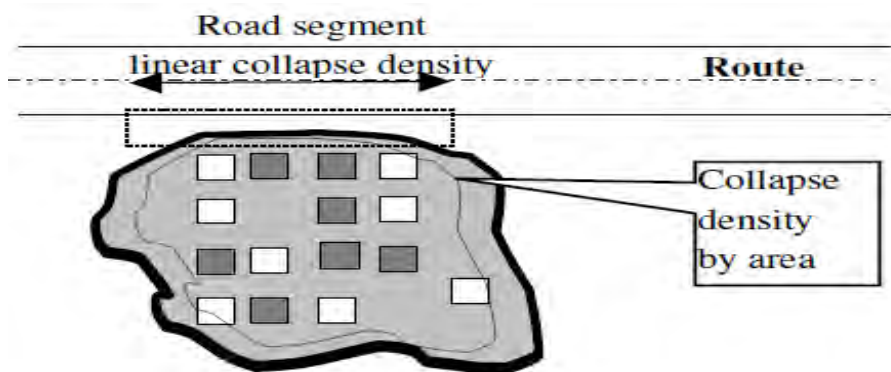 Road segment
linear collapse density
Route
Collapse
density
by area